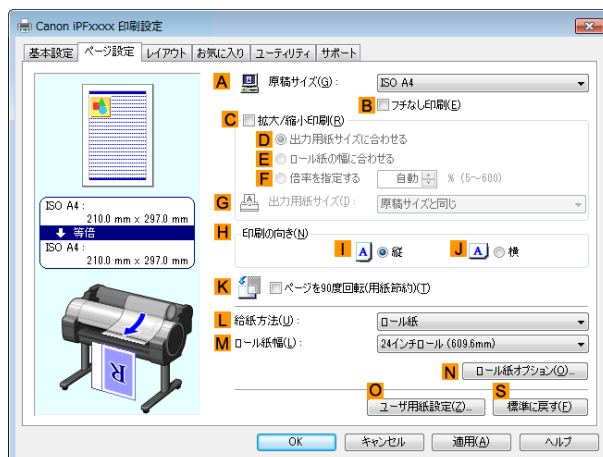 Canon iPFxxxx 印刷設定
基本設定 ページ設定 レイアウト お気に入り ユーティリティ サポート
A 原稿サイズ(G): ISO A4
B フチなし印刷(E)
C 拡大/縮小印刷(R)
D 出力用紙サイズに合わせる
E ロール紙の幅に合わせる
F 倍率を指定する 自動 % (5~600)
G A 出力用紙サイズ(I): 原稿サイズと同じ
ISO A4:
210.0 mm x 297.0 mm
等倍
ISO A4:
210.0 mm x 297.0 mm
H 印刷の向き(N)
I A 縦 J A 横
K ページを90度回転(用紙節約)(T)
L 給紙方法(U): ロール紙
M ロール紙幅(L): 24インチロール (609.6mm)
R
N ロール紙オプション(O)...
O S
ユーザ用紙設定(Z)... 標準に戻す(F)
OK キャンセル 適用(A) ヘルプ